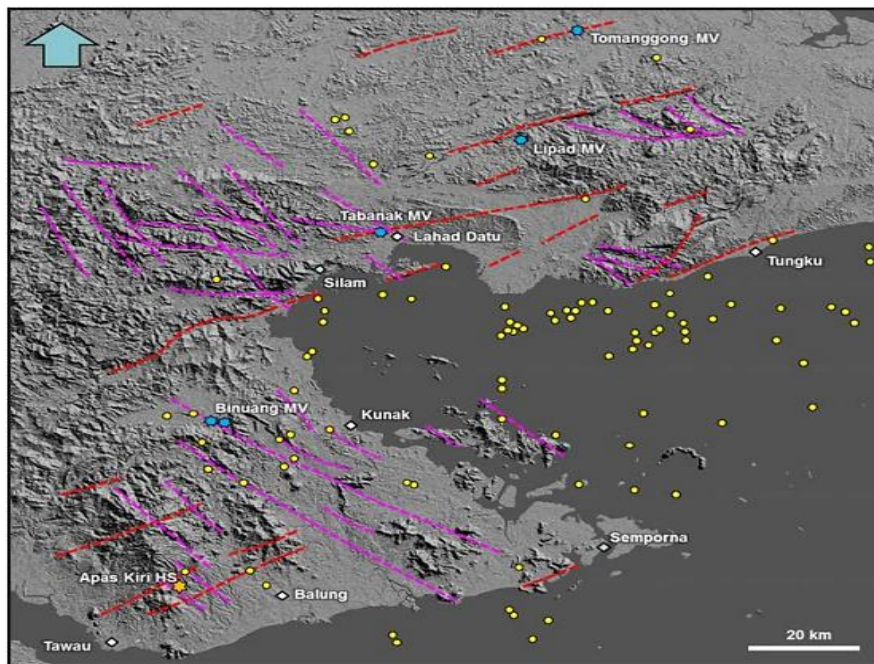 Tomanggong MV
Lipad MV
Tabanak MV
Lahad Datu
Tungku
Silam
Binuang MV
Kunak
Semporna
Apas Kiri HS
Balung
Tawau
20 km